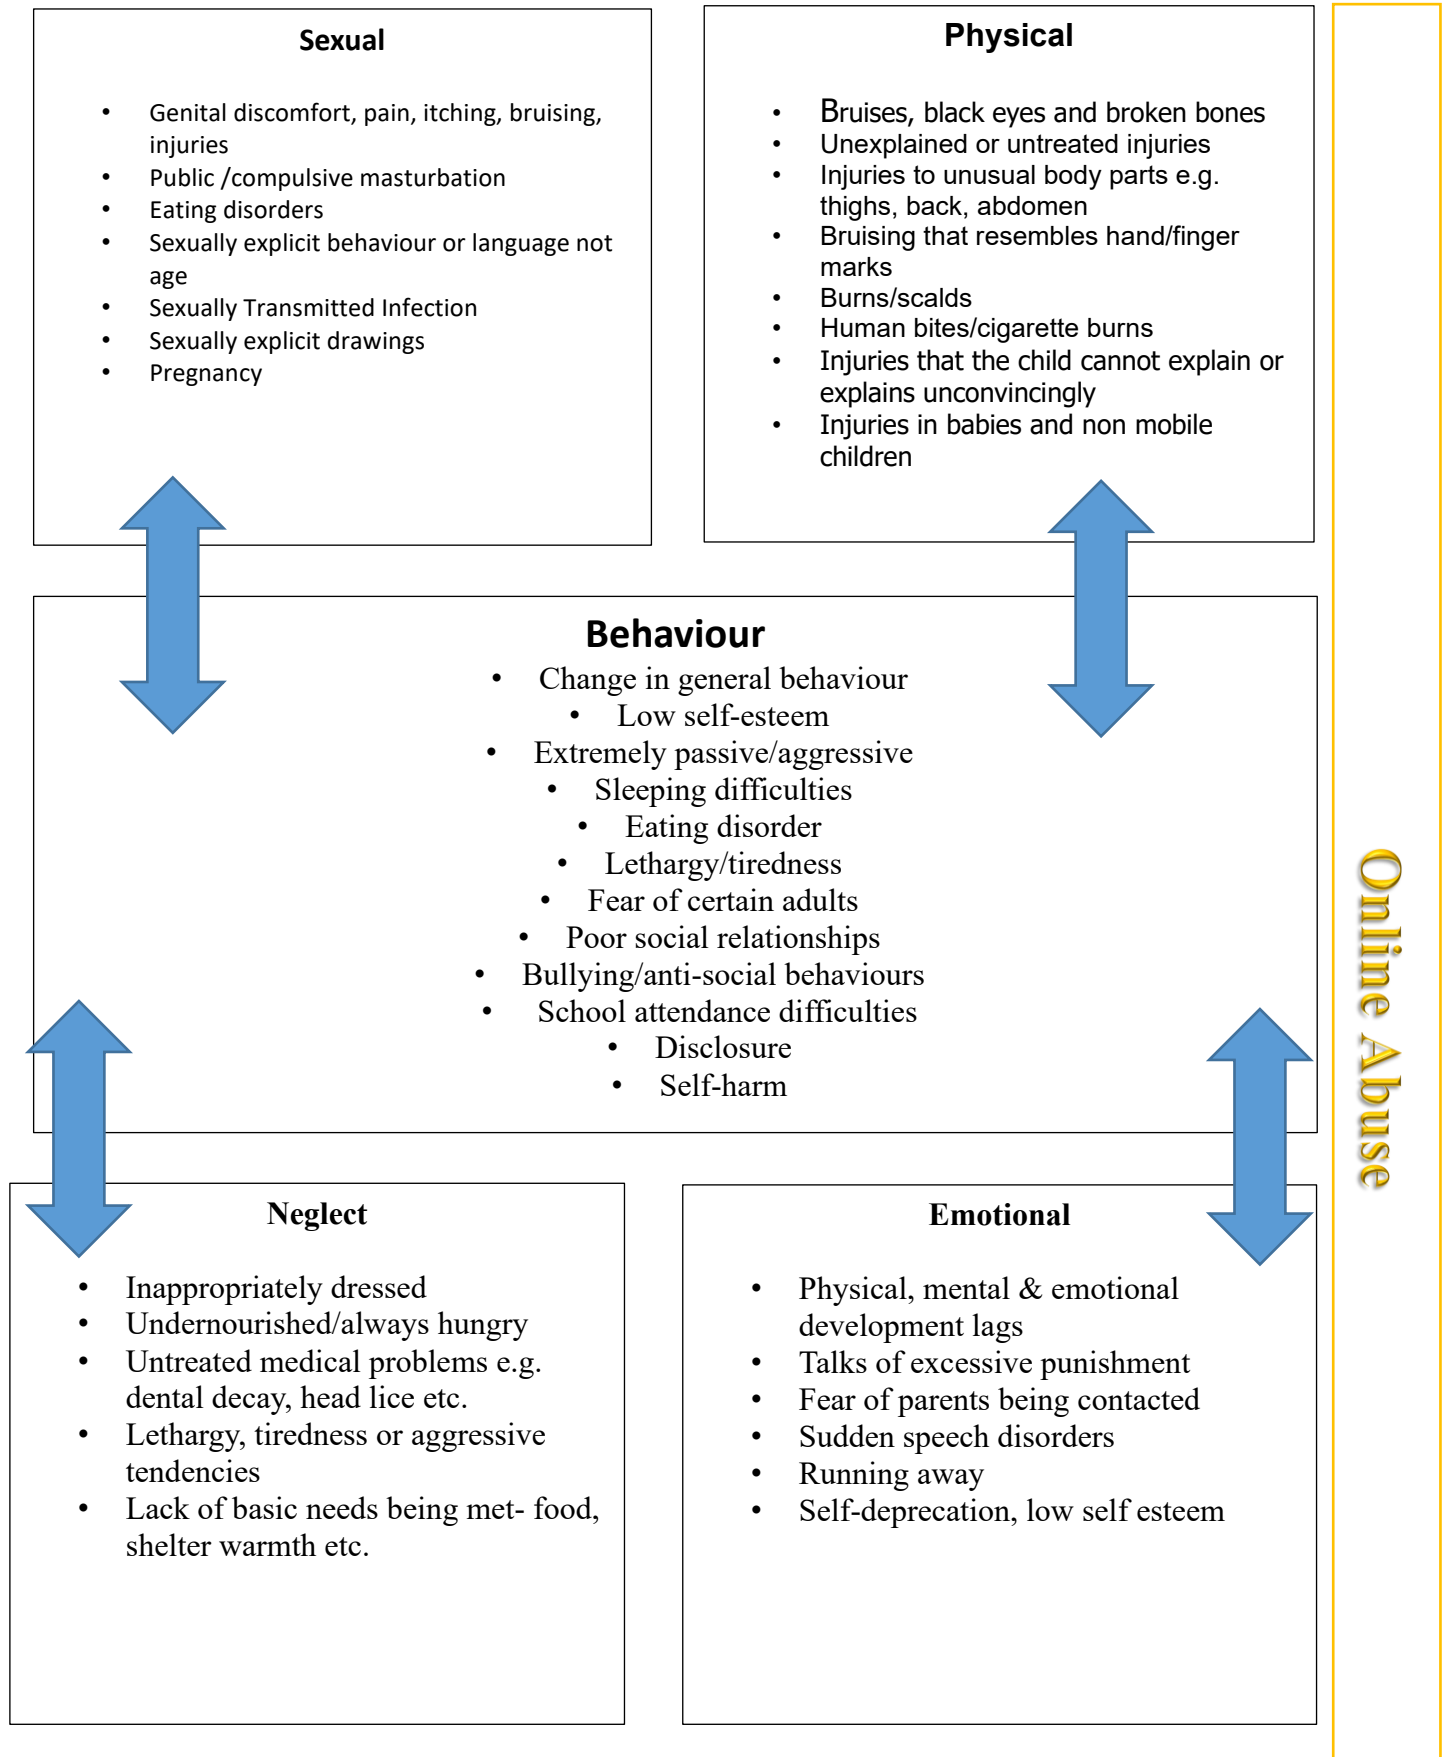 Sexual
• Genital discomfort, pain, itching, bruising,
injuries
• Public /compulsive masturbation
• Eating disorders
• Sexually explicit behaviour or language not
age
• Sexually Transmitted Infection
• Sexually explicit drawings
• Pregnancy
Physical
• Bruises, black eyes and broken bones
• Unexplained or untreated injuries
• Injuries to unusual body parts e.g.
thighs, back, abdomen
• Bruising that resembles hand/finger
marks
• Burns/scalds
• Human bites/cigarette burns
• Injuries that the child cannot explain or
explains unconvincingly
• Injuries in babies and non mobile
children
Behaviour
• Change in general behaviour
• Low self-esteem
• Extremely passive/aggressive
• Sleeping difficulties
• Eating disorder
• Lethargy/tiredness
• Fear of certain adults
• Poor social relationships
• Bullying/anti-social behaviours
• School attendance difficulties
• Disclosure
• Self-harm
Neglect
• Inappropriately dressed
• Undernourished/always hungry
• Untreated medical problems e.g.
dental decay, head lice etc.
• Lethargy, tiredness or aggressive
tendencies
• Lack of basic needs being met- food,
shelter warmth etc.
Emotional
• Physical, mental & emotional
development lags
• Talks of excessive punishment
• Fear of parents being contacted
• Sudden speech disorders
• Running away
• Self-deprecation, low self esteem
Online Abuse